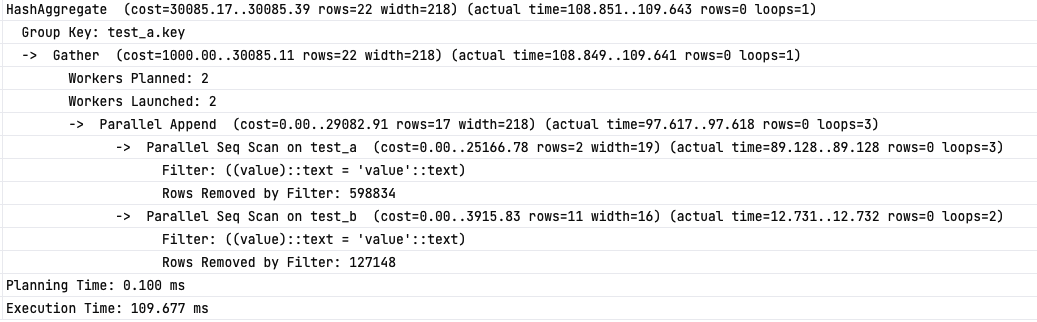 HashAggregate  (cost=30085.17..30085.39 rows=22 width=218) (actual time=108.851..109.643 rows=0 loops=1)
  Group Key: test_a.key
  ->  Gather  (cost=1000.00..30085.11 rows=22 width=218) (actual time=108.849..109.641 rows=0 loops=1)
        Workers Planned: 2
        Workers Launched: 2
        ->  Parallel Append  (cost=0.00..29082.91 rows=17 width=218) (actual time=97.617..97.618 rows=0 loops=3)
              ->  Parallel Seq Scan on test_a  (cost=0.00..25166.78 rows=2 width=19) (actual time=89.128..89.128 rows=0 loops=3)
                    Filter: ((value)::text = 'value'::text)
                    Rows Removed by Filter: 598834
              ->  Parallel Seq Scan on test_b  (cost=0.00..3915.83 rows=11 width=16) (actual time=12.731..12.732 rows=0 loops=2)
                    Filter: ((value)::text = 'value'::text)
                    Rows Removed by Filter: 127148
Planning Time: 0.100 ms
Execution Time: 109.677 ms